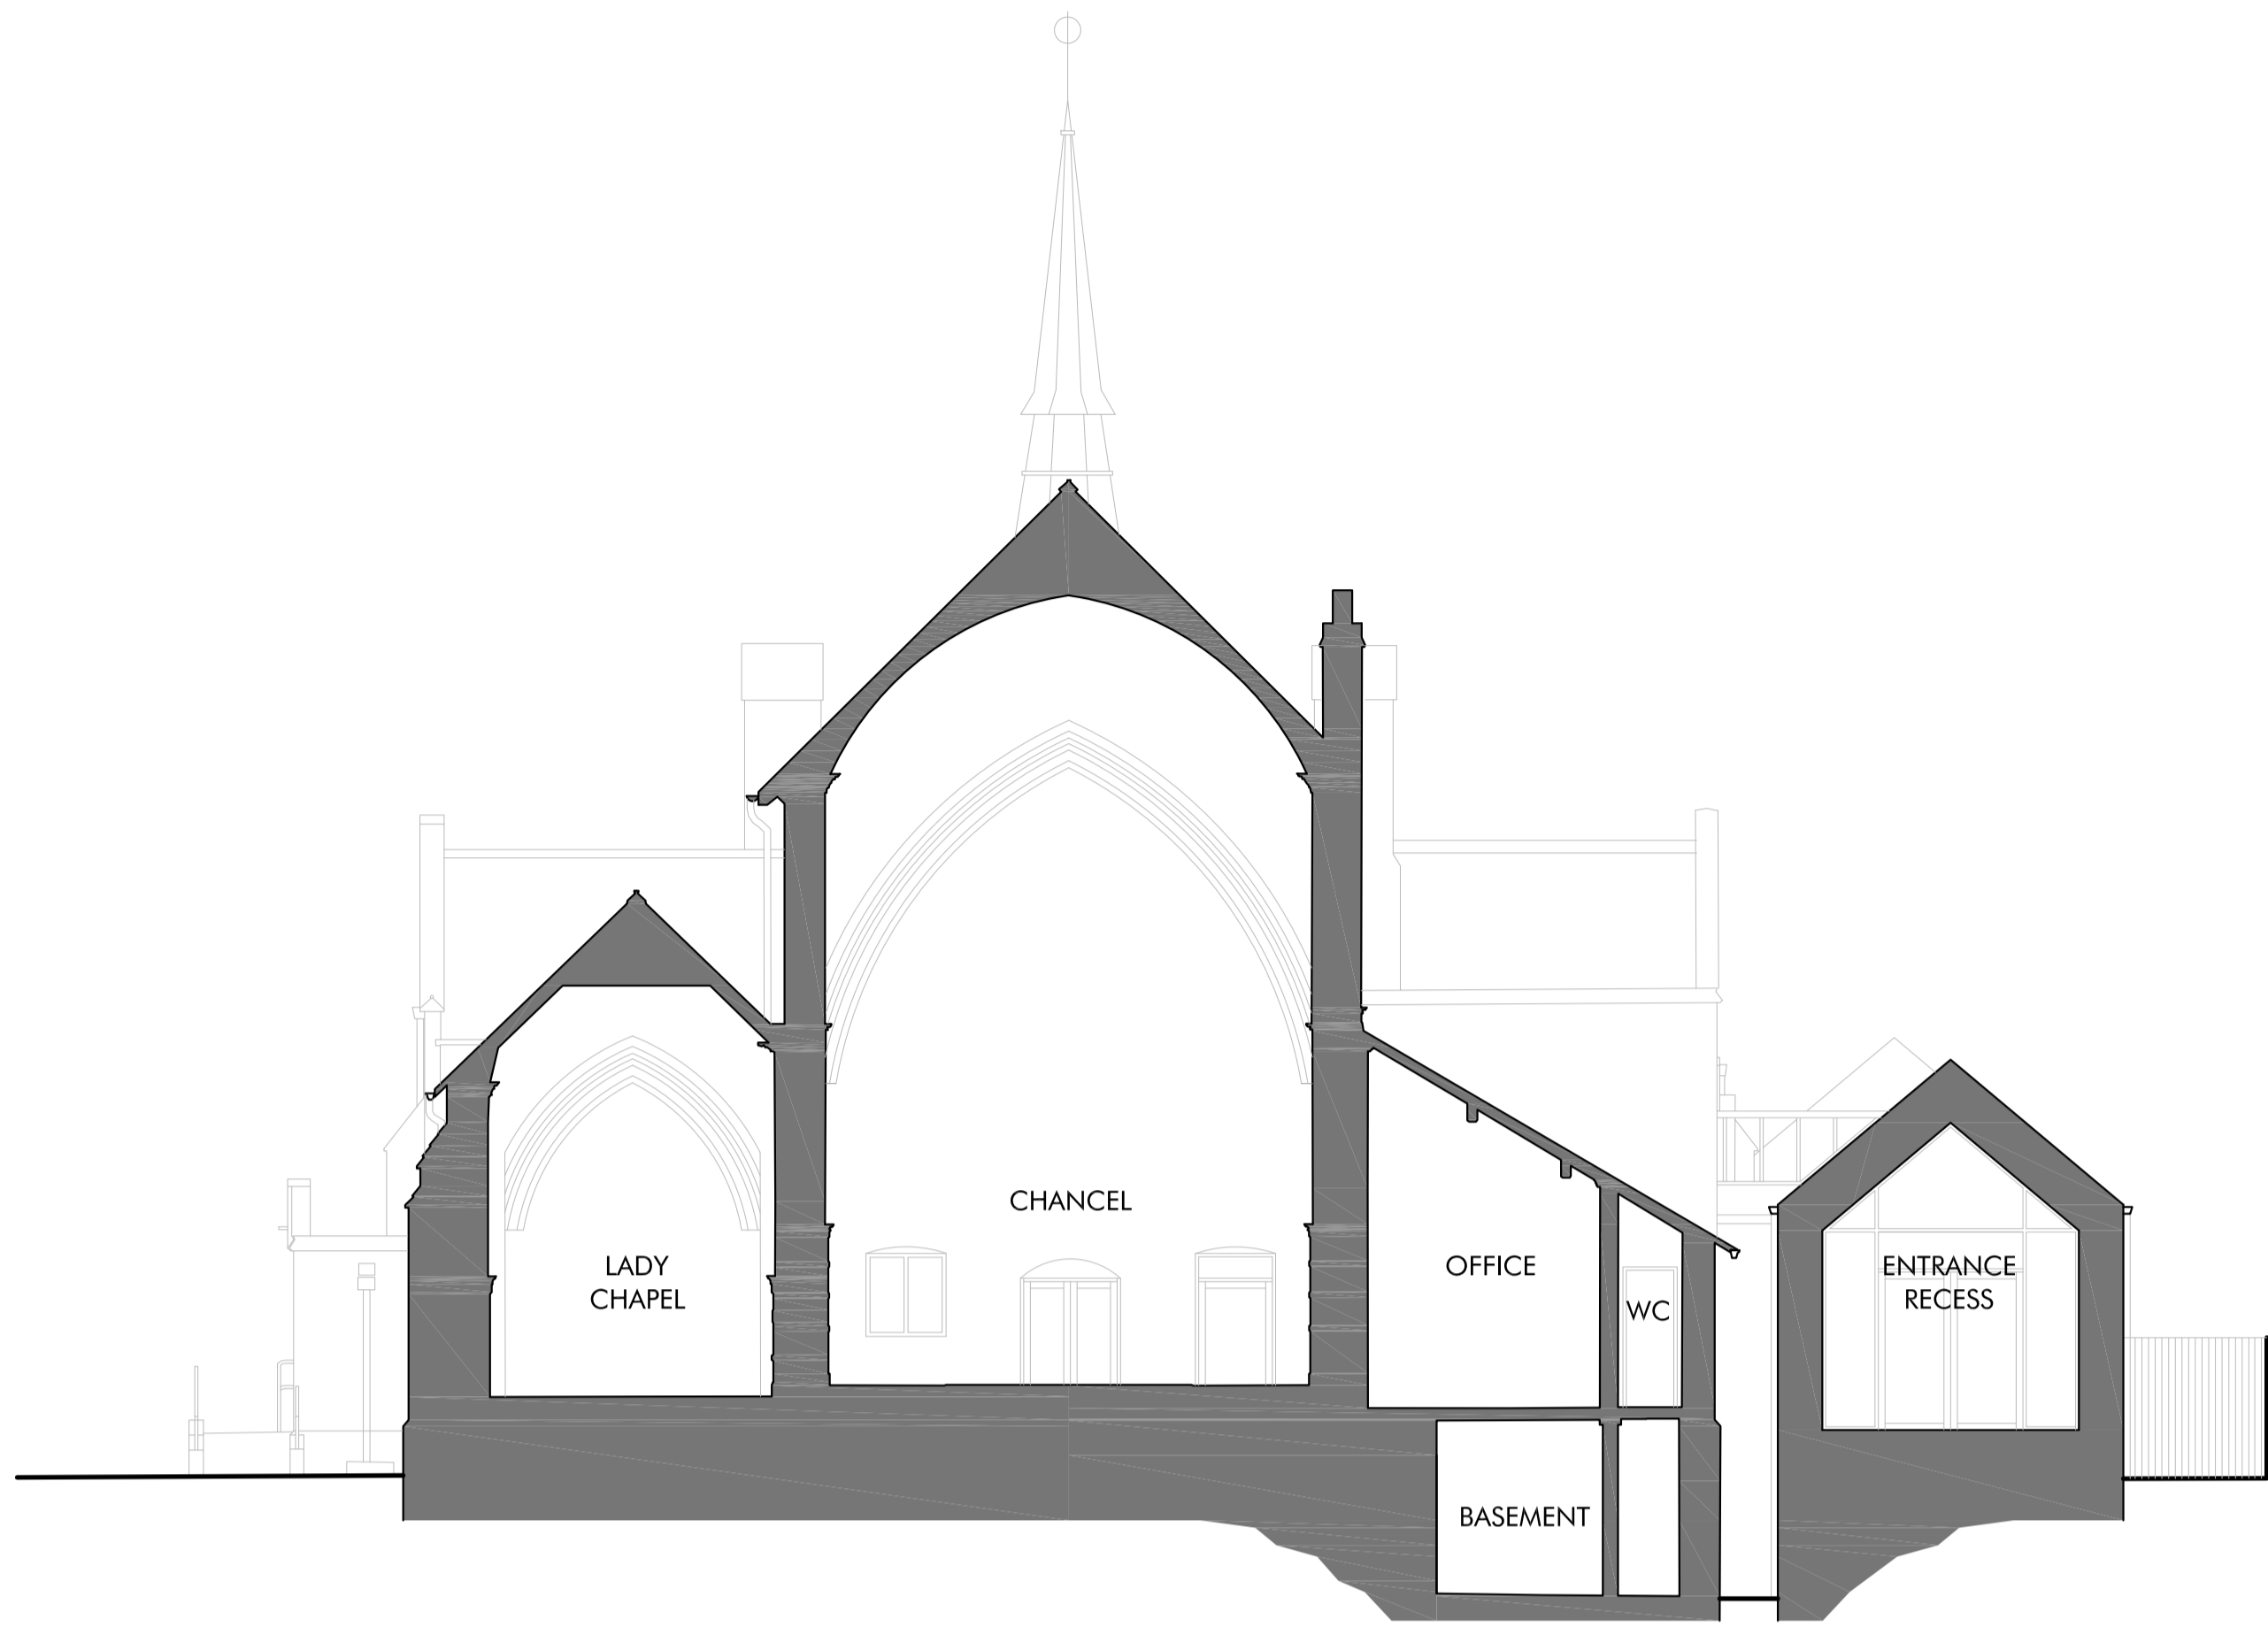 CHANCEL
LADY
CHAPEL
OFFICE
WC
ENTRANCE
RECESS
BASEMENT